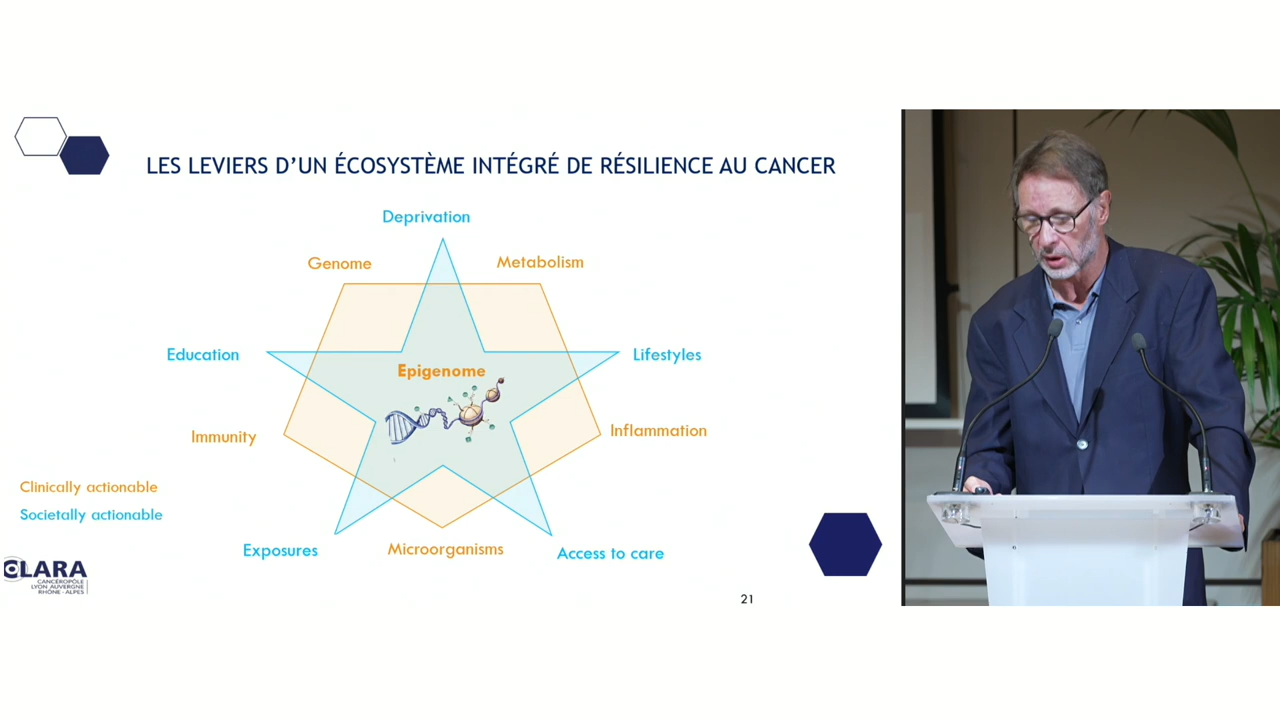 LES LEVIERS D'UN ÉCOSYSTÈME INTÉGRÉ DE RÉSILIENCE AU CANCER
Deprivation
Genome
Metabolism
Education
Lifestyles
Epigenome
Immunity
Inflammation
Clinically actionable
Societally actionable
Exposures
Microorganisms
Access to care
CLARA
CANCÉROPÔLE
LYON AUVERGNE
RHÔNE - ALPES
21